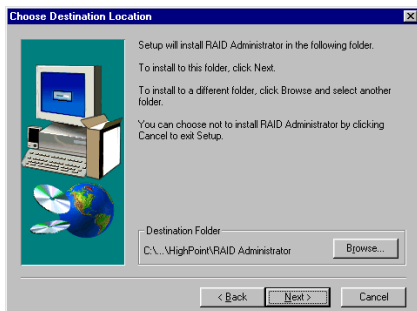 Choose Destination Location
Setup will install RAID Administrator in the following folder.
To install to this folder, click Next.
To install to a different folder, click Browse and select another
folder.
You can choose not to install RAID Administrator by clicking
Cancel to exit Setup.
Destination Folder
C:\...\HighPoint\RAID Administrator
Browse...
< Back
Next >
Cancel